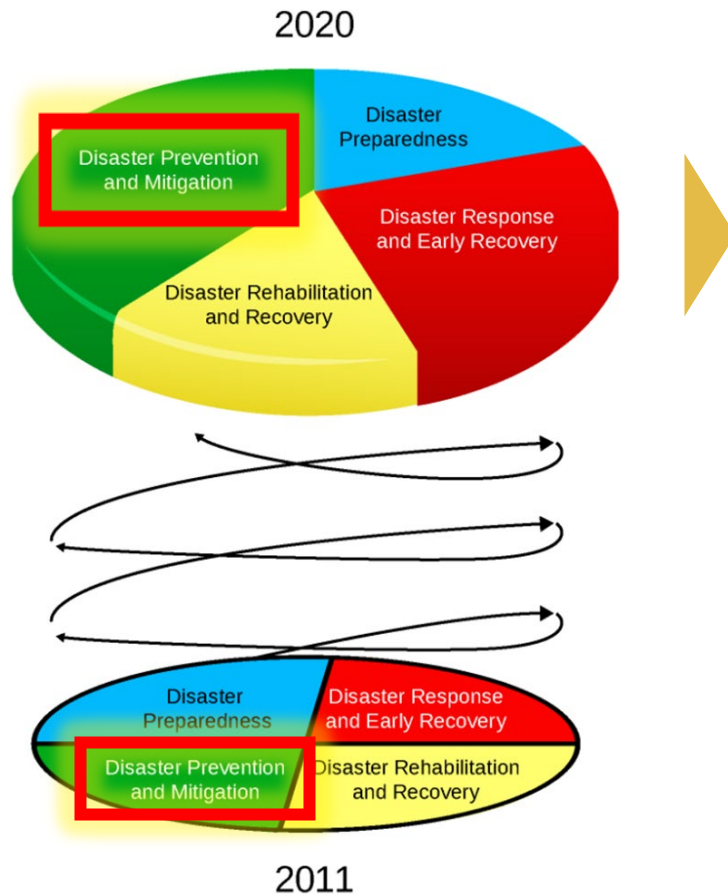 2020
Disaster
Preparedness
Disaster Prevention
and Mitigation
Disaster Response
and Early Recovery
Disaster Rehabilitation
and Recovery
Disaster
Preparedness
Disaster Response
and Early Recovery
Disaster Prevention
and Mitigation
Disaster Rehabilitation
and Recovery
2011